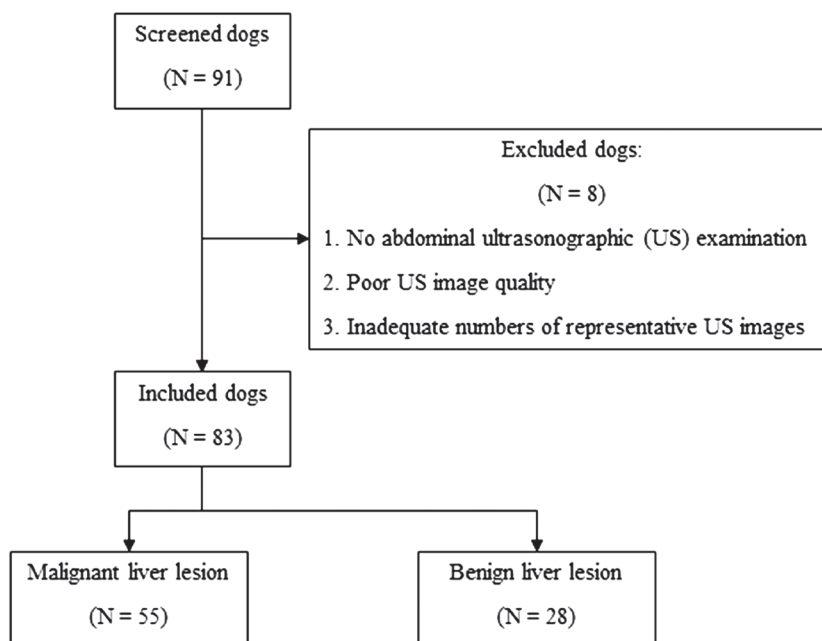 Screened dogs
(N = 91)
Excluded dogs:
(N = 8)
1. No abdominal ultrasonographic (US) examination
2. Poor US image quality
3. Inadequate numbers of representative US images
Included dogs
(N = 83)
Malignant liver lesion
(N = 55)
Benign liver lesion
(N = 28)